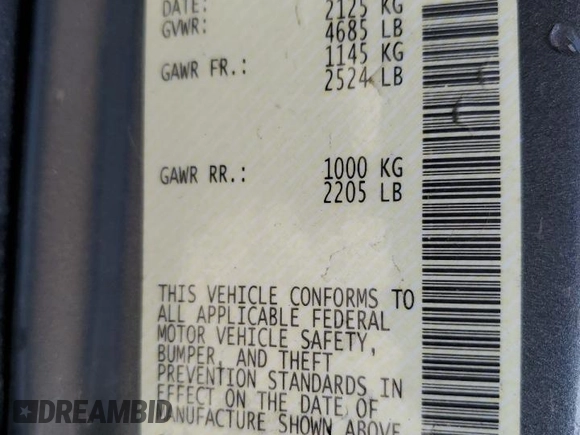 DATE: 2125 KG
GVWR: 4685 LB
1145 KG
GAWR FR.: 2524 LB
1000 KG
GAWR RR.: 2205 LB
THIS VEHICLE CONFORMS TO
ALL APPLICABLE FEDERAL
MOTOR VEHICLE SAFETY,
BUMPER, AND THEFT
PREVENTION STANDARDS IN
EFFECT ON THE DATE OF
MANUFACTURE SHOWN ABOVE
DREAMBID